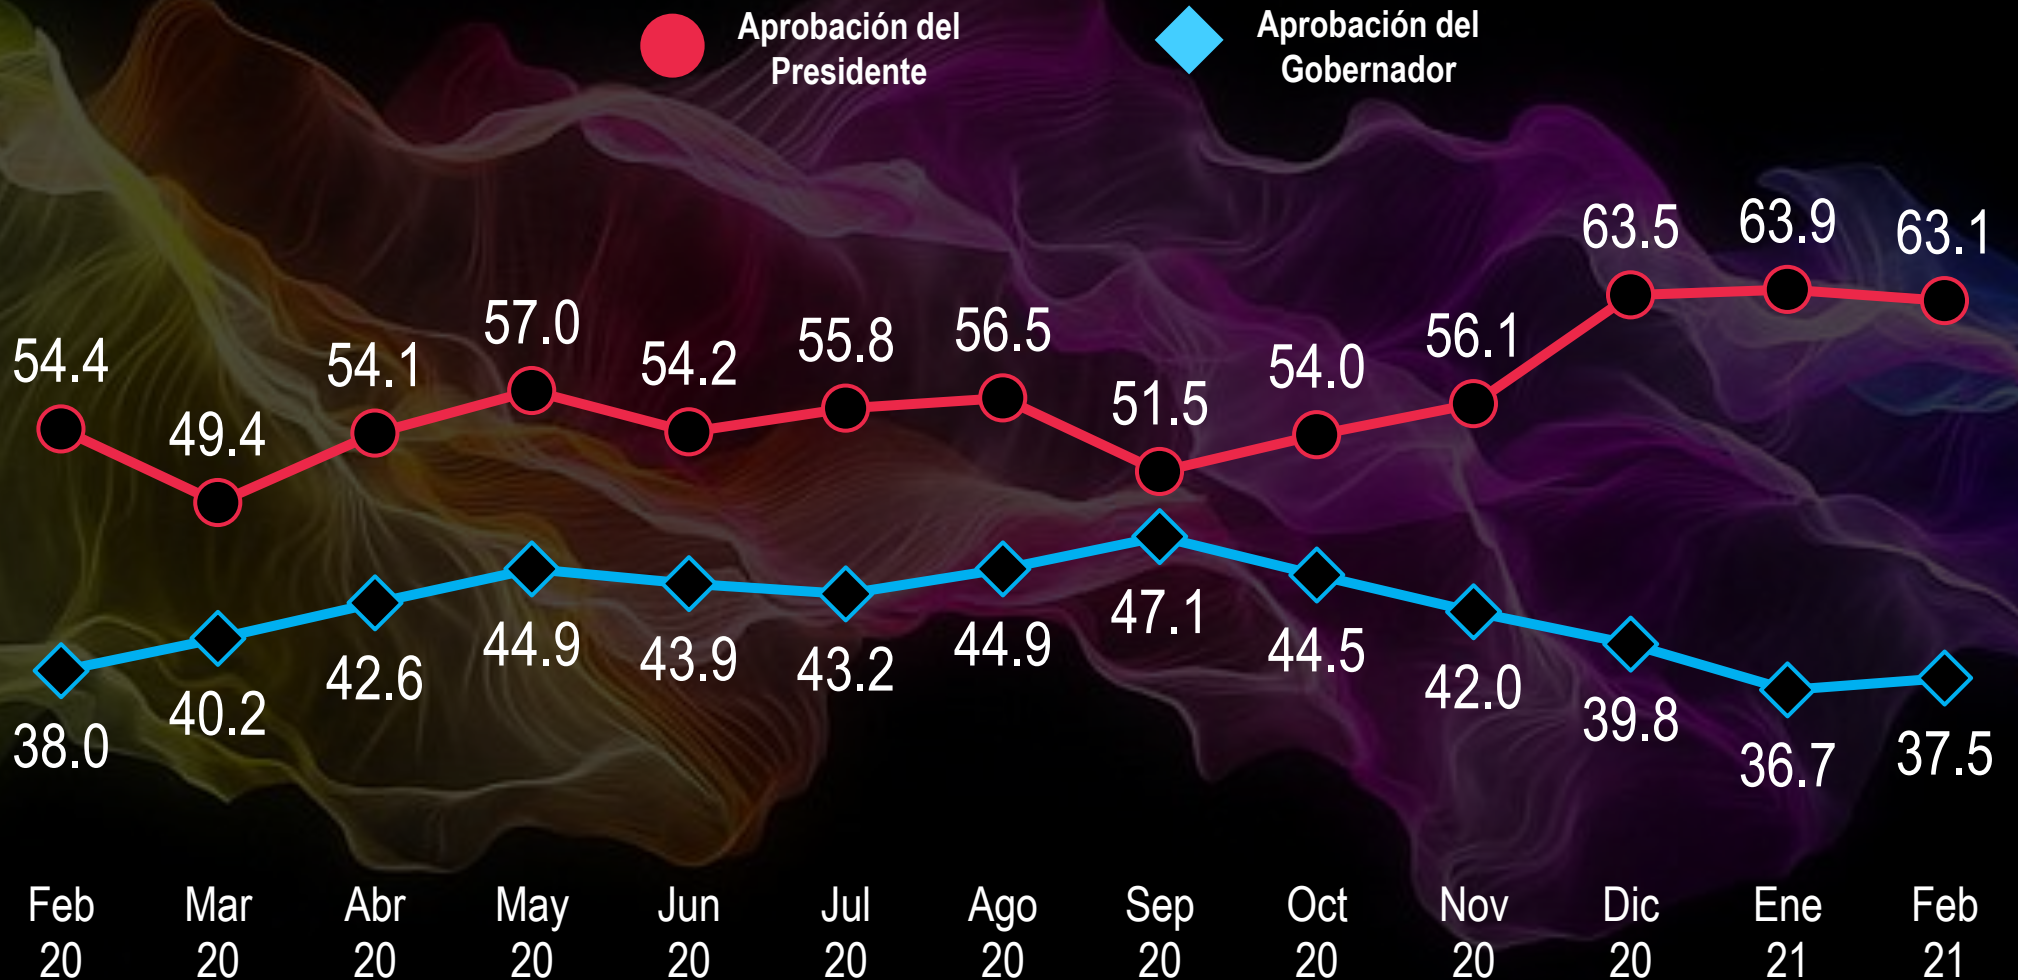 Aprobación del
Presidente
Aprobación del
Gobernador
54.4
49.4
54.1
57.0
54.2
55.8
56.5
51.5
54.0
56.1
63.5
63.9
63.1
38.0
40.2
42.6
44.9
43.9
43.2
44.9
47.1
44.5
42.0
39.8
36.7
37.5
Feb
20
Mar
20
Abr
20
May
20
Jun
20
Jul
20
Ago
20
Sep
20
Oct
20
Nov
20
Dic
20
Ene
21
Feb
21